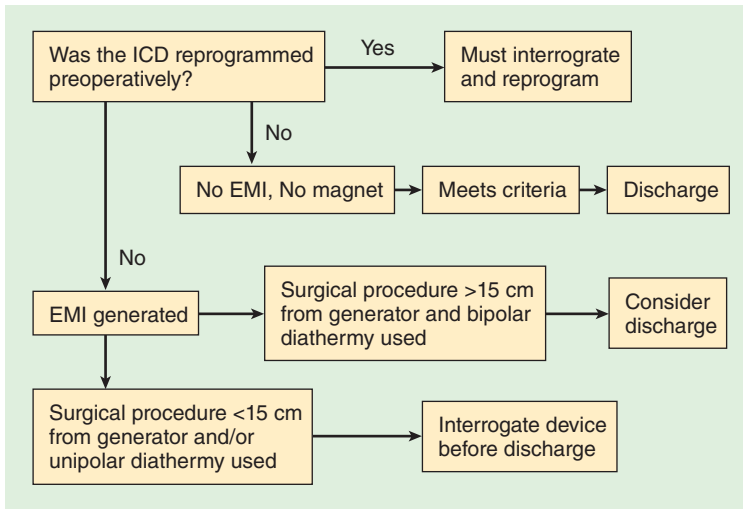 Was the ICD reprogrammed
preoperatively?
Yes
Must interrograte
and reprogram
No
No EMI, No magnet
Meets criteria
Discharge
No
EMI generated
Surgical procedure >15 cm
from generator and bipolar
diathermy used
Consider
discharge
Surgical procedure <15 cm
from generator and/or
unipolar diathermy used
Interrogate device
before discharge